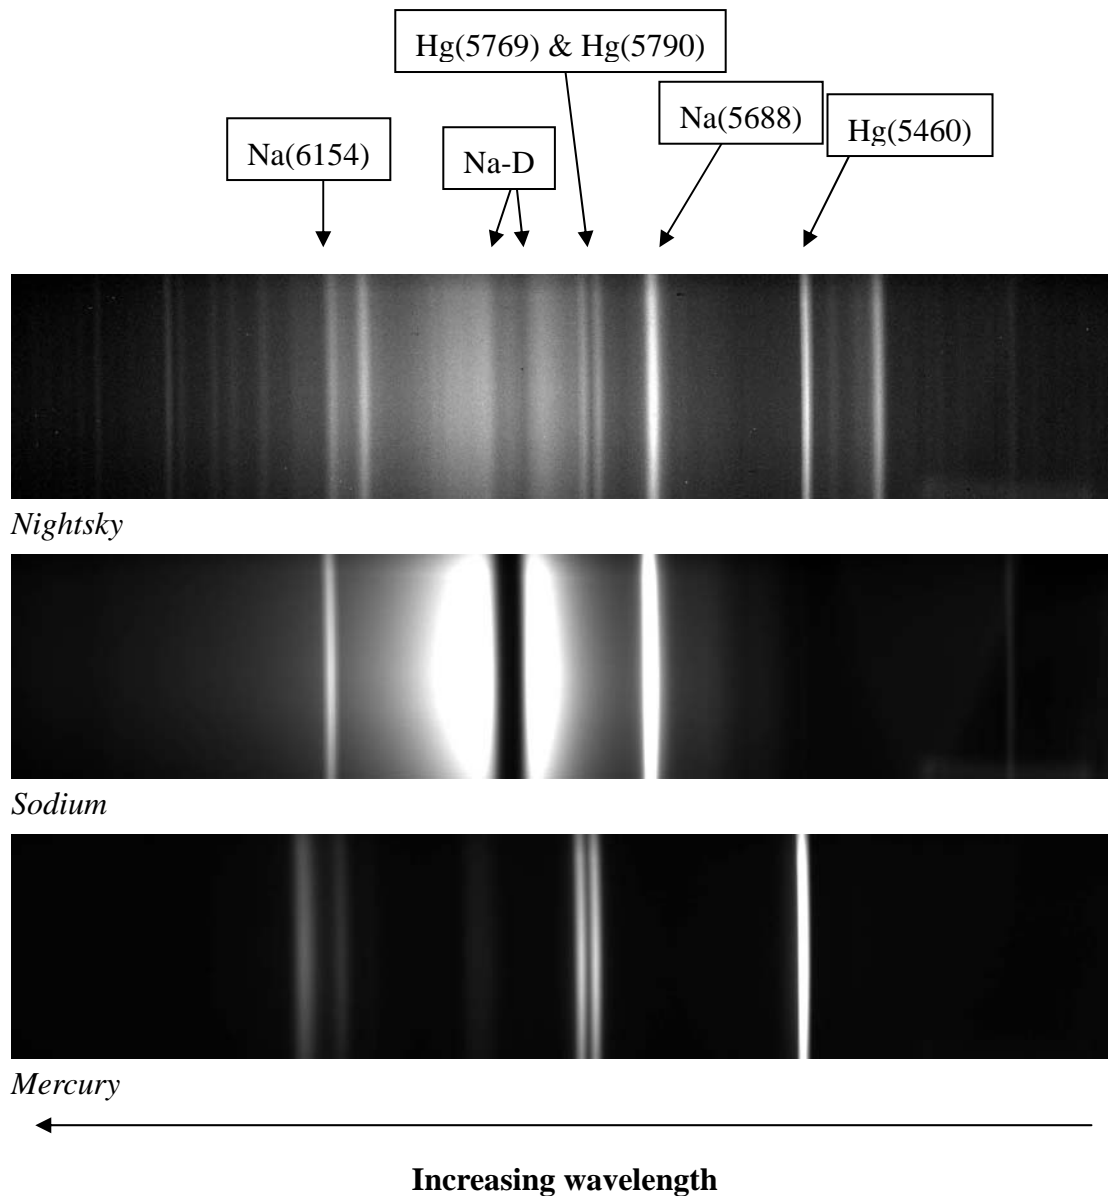 Hg(5769) & Hg(5790)
Na(5688)
Hg(5460)
Na(6154)
Na-D
Nightsky
Sodium
Mercury
Increasing wavelength